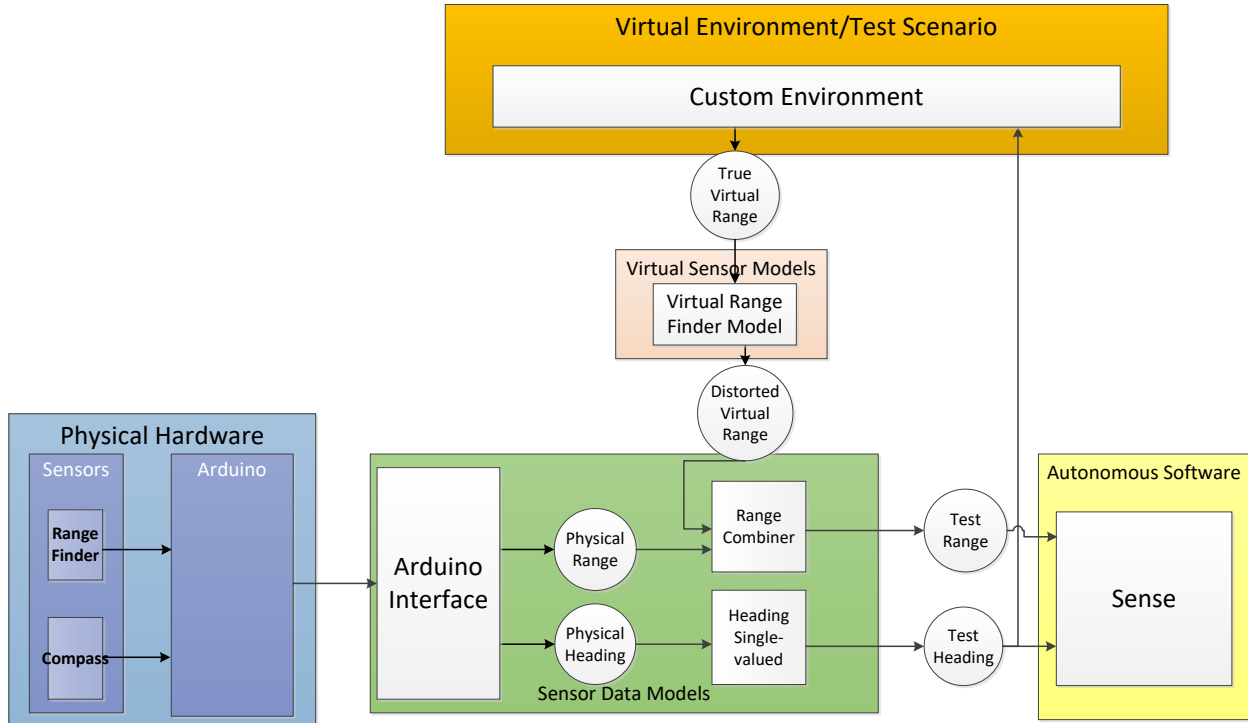 Virtual Environment/Test Scenario
Custom Environment
True
Virtual
Range
Virtual Sensor Models
Virtual Range
Finder Model
Distorted
Virtual
Range
Physical Hardware
Sensors
Arduino
Range
Finder
Compass
Arduino
Interface
Physical
Range
Physical
Heading
Range
Combiner
Heading
Single-
valued
Sensor Data Models
Test
Range
Test
Heading
Autonomous Software
Sense